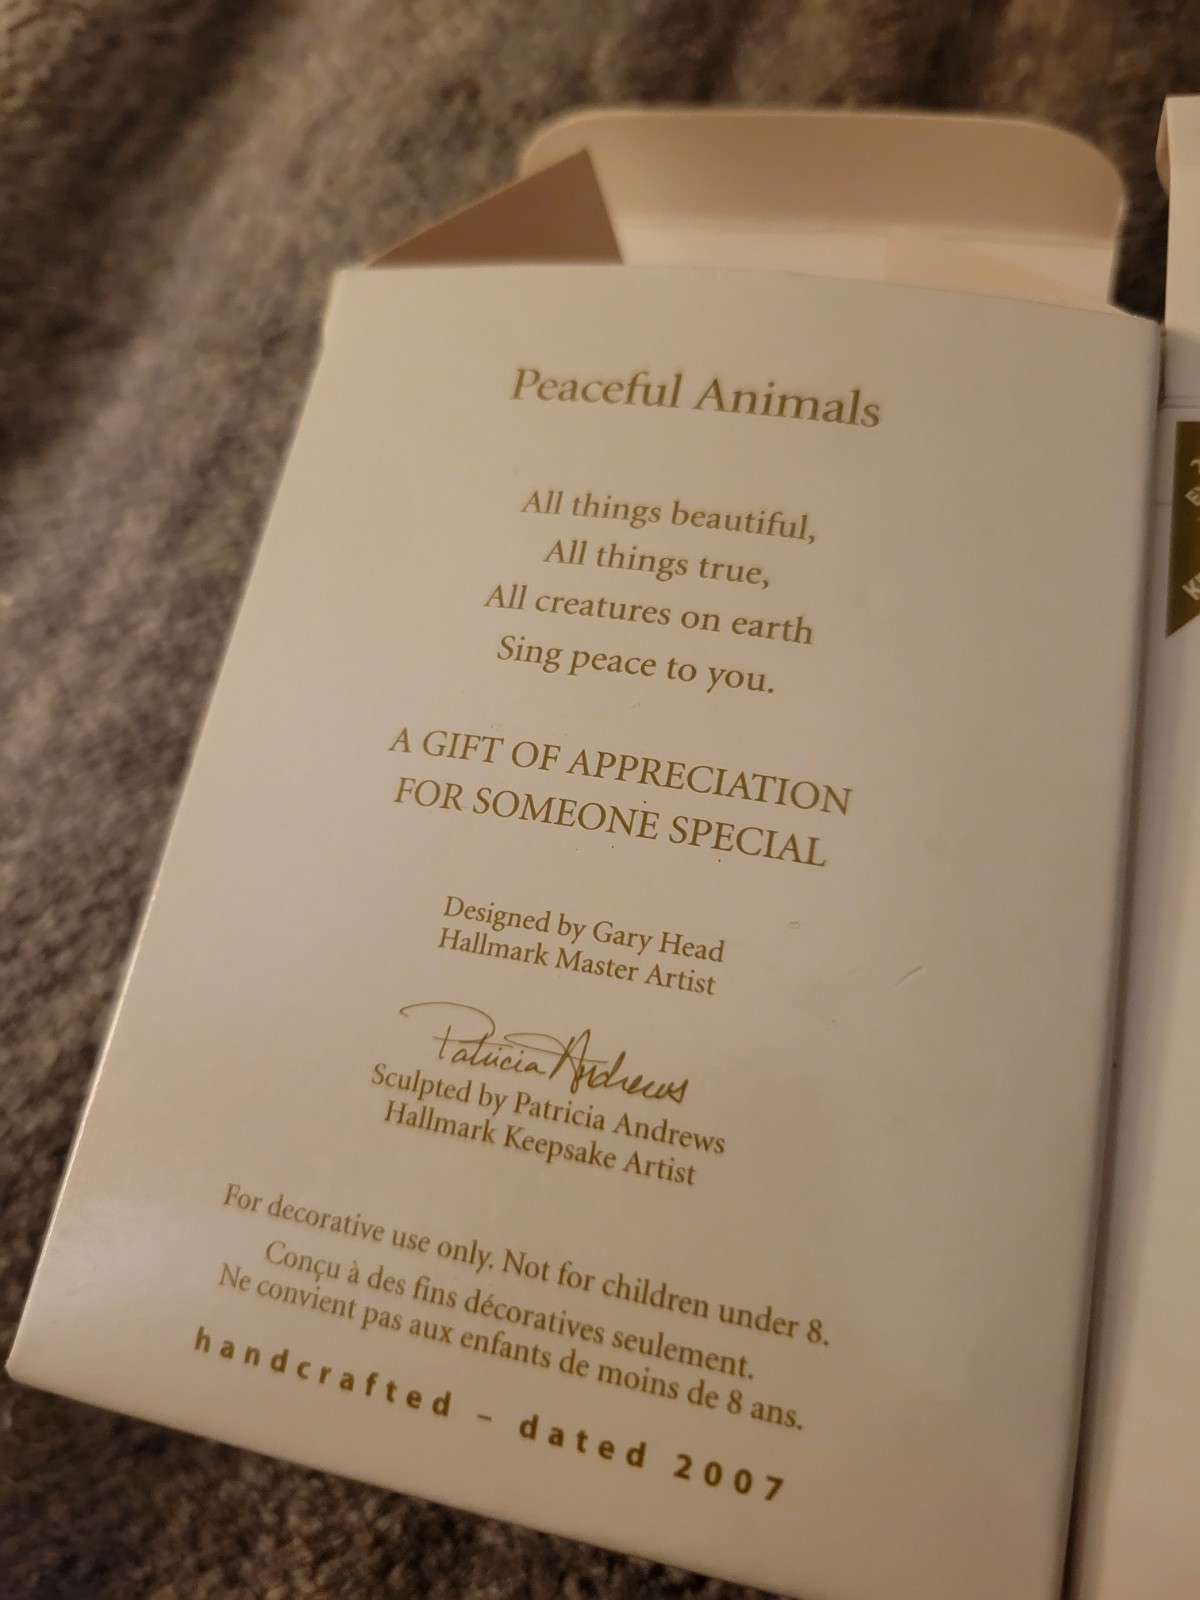 Peaceful Animals
All things beautiful,
All things true,
All creatures on earth
Sing peace to you.
A GIFT OF APPRECIATION
FOR SOMEONE SPECIAL
Designed by Gary Head
Hallmark Master Artist
Patricia Andrews
Sculpted by Patricia Andrews
Hallmark Keepsake Artist
For decorative use only. Not for children under 8.
Conçu à des fins décoratives seulement.
Ne convient pas aux enfants de moins de 8 ans.
handcrafted – dated 2007